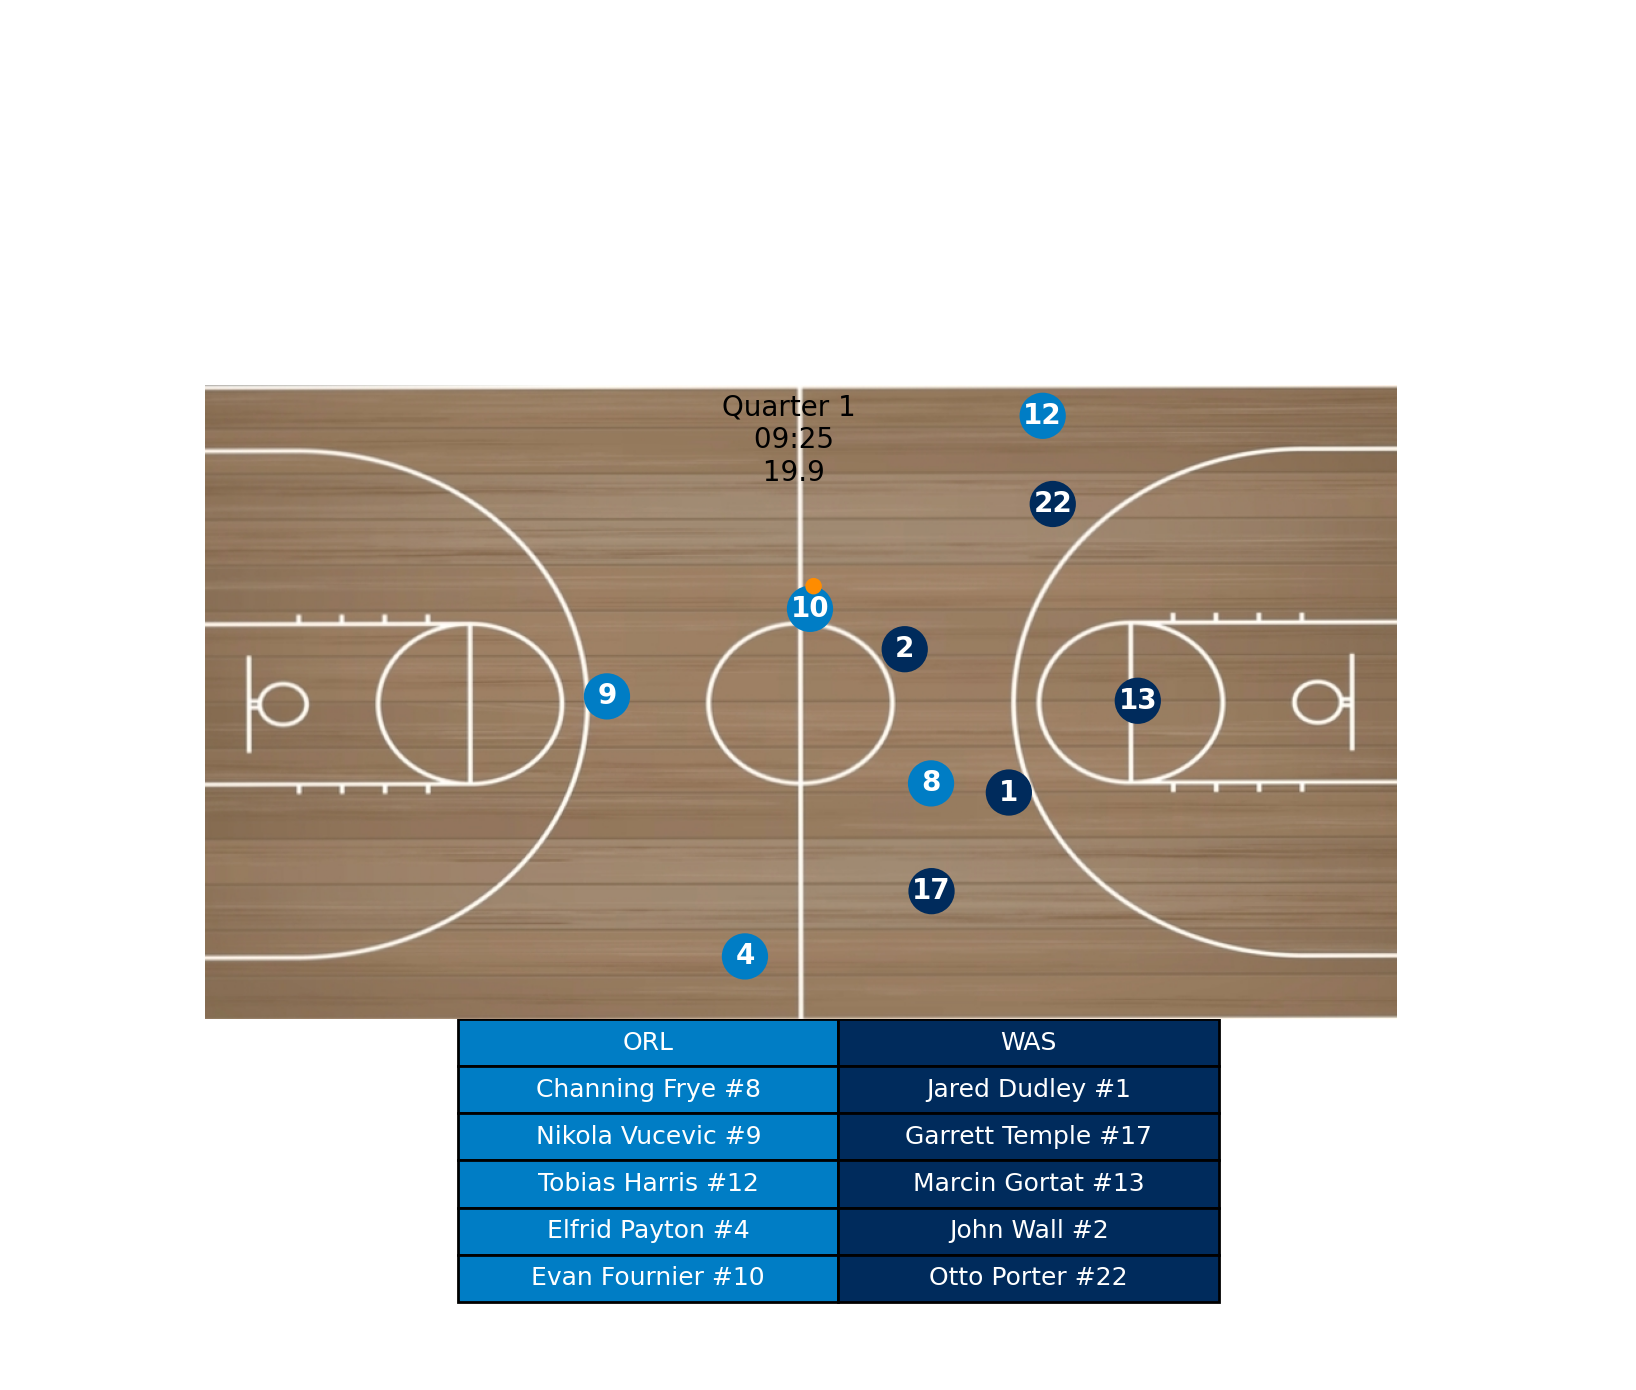 Quarter 1
09:25
19.9
12
22
10
2
9
13
8
1
17
4
ORL WAS
Channing Frye #8 Jared Dudley #1
Nikola Vucevic #9 Garrett Temple #17
Tobias Harris #12 Marcin Gortat #13
Elfrid Payton #4 John Wall #2
Evan Fournier #10 Otto Porter #22